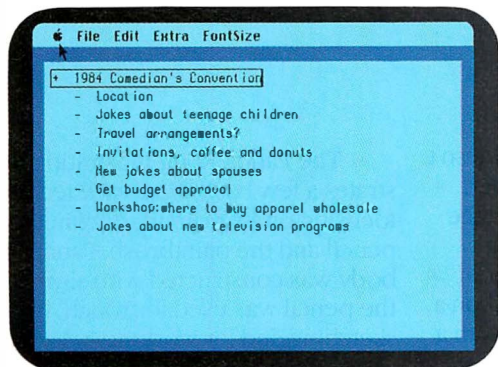 File Edit Extra FontSize
+ 1984 Comedian's Convention
- Location
- Jokes about teenage children
- Travel arrangements?
- Invitations, coffee and donuts
- New jokes about spouses
- Get budget approval
- Workshop:where to buy apparel wholesale
- Jokes about new television programs